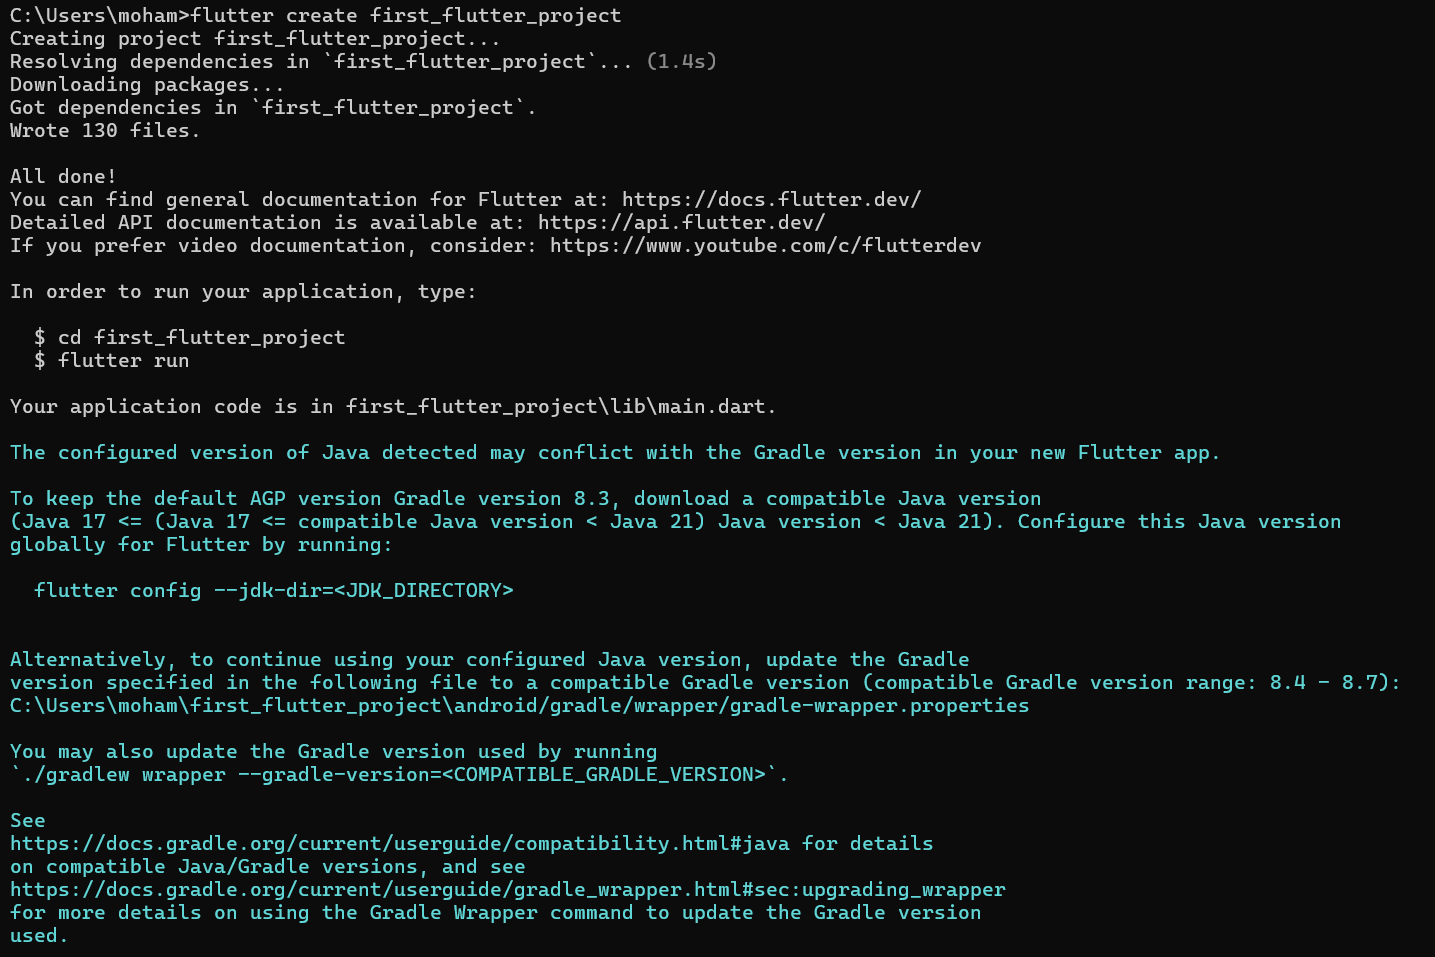 C:\Users\moham>flutter create first_flutter_project
Creating project first_flutter_project...
Resolving dependencies in `first_flutter_project`... (1.4s)
Downloading packages...
Got dependencies in `first_flutter_project`.
Wrote 130 files.

All done!
You can find general documentation for Flutter at: https://docs.flutter.dev/
Detailed API documentation is available at: https://api.flutter.dev/
If you prefer video documentation, consider: https://www.youtube.com/c/flutterdev

In order to run your application, type:

  $ cd first_flutter_project
  $ flutter run

Your application code is in first_flutter_project\lib\main.dart.

The configured version of Java detected may conflict with the Gradle version in your new Flutter app.

To keep the default AGP version Gradle version 8.3, download a compatible Java version
(Java 17 <= (Java 17 <= compatible Java version < Java 21) Java version < Java 21). Configure this Java version
globally for Flutter by running:

  flutter config --jdk-dir=<JDK_DIRECTORY>


Alternatively, to continue using your configured Java version, update the Gradle
version specified in the following file to a compatible Gradle version (compatible Gradle version range: 8.4 - 8.7):
C:\Users\moham\first_flutter_project\android/gradle/wrapper/gradle-wrapper.properties

You may also update the Gradle version used by running
`./gradlew wrapper --gradle-version=<COMPATIBLE_GRADLE_VERSION>`.

See
https://docs.gradle.org/current/userguide/compatibility.html#java for details
on compatible Java/Gradle versions, and see
https://docs.gradle.org/current/userguide/gradle_wrapper.html#sec:upgrading_wrapper
for more details on using the Gradle Wrapper command to update the Gradle version
used.